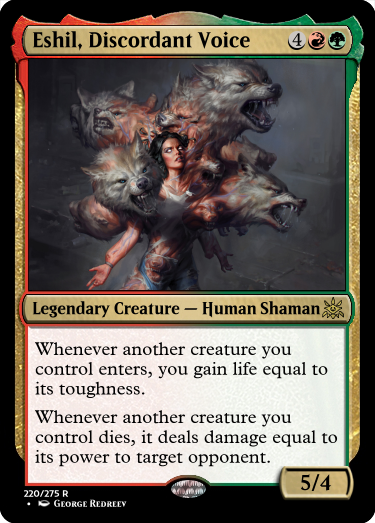 Eshil, Discordant Voice 4
Legendary Creature — Human Shaman
Whenever another creature you
control enters, you gain life equal to
its toughness.
Whenever another creature you
control dies, it deals damage equal to
its power to target opponent.
5/4
220/275 R
• George Redreev